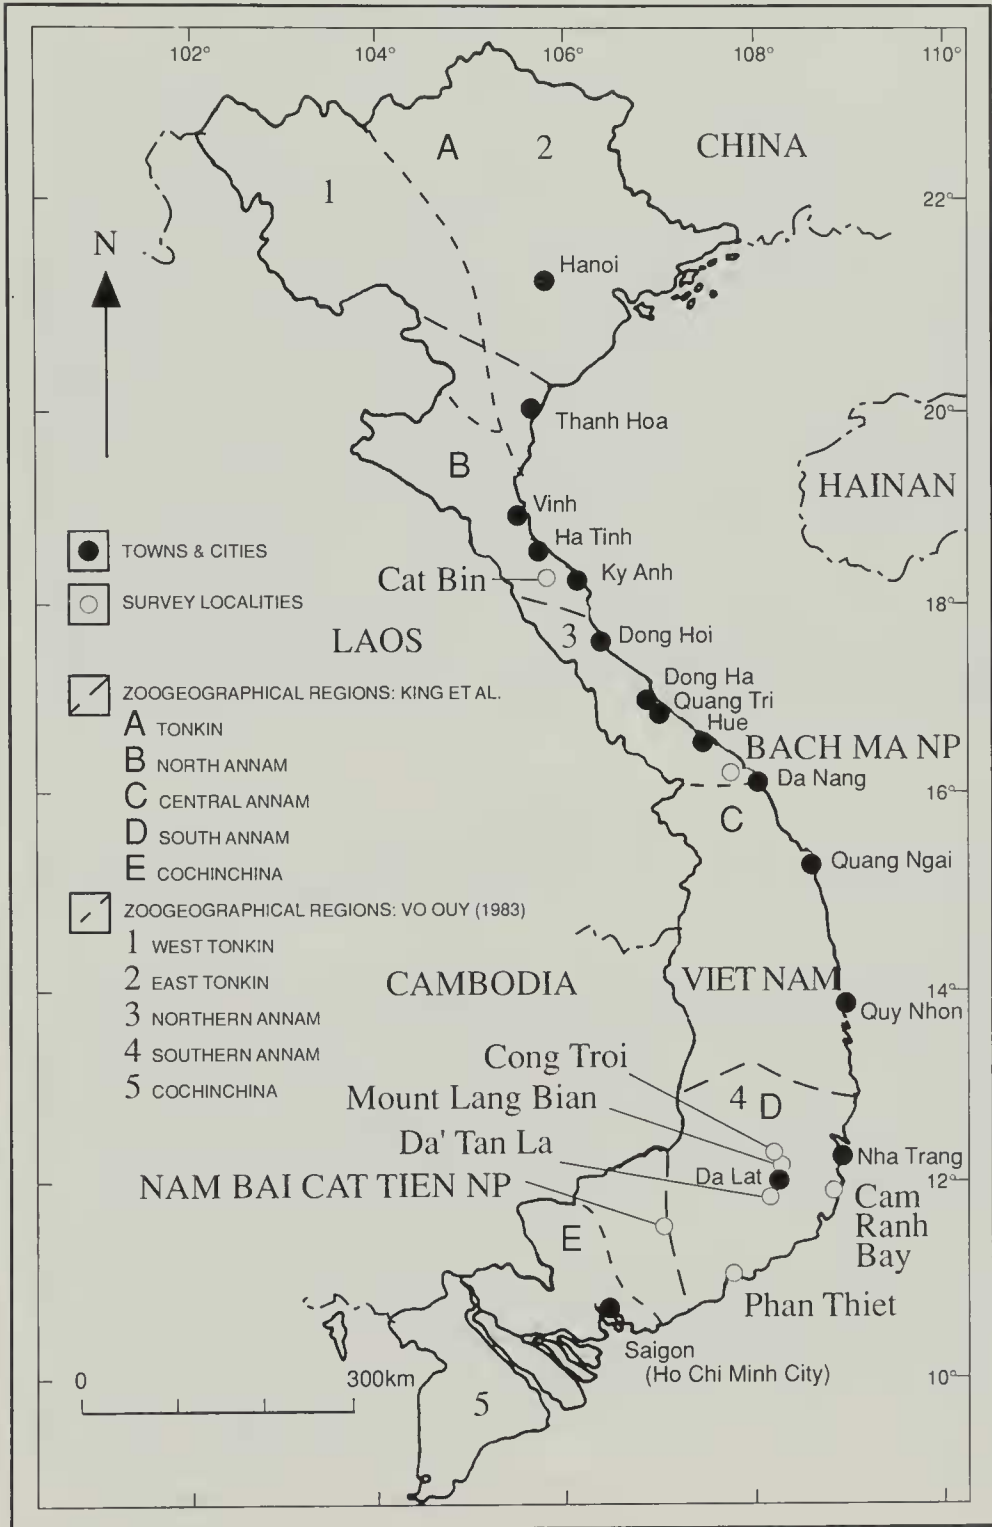 102° 104° 106° 108° 110°
CHINA
A 2
1
22°
N
Hanoi
20°
Thanh Hoa
B
HAINAN
Vinh
TOWNS & CITIES
Ha Tinh
Cat Bin
Ky Anh
SURVEY LOCALITIES
18°
LAOS
3
Dong Hoi
ZOOGEOGRAPHICAL REGIONS: KING ET AL.
Dong Ha
Quang Tri
Hue
A TONKIN
BACH MA NP
B NORTH ANNAM
Da Nang
16°
C CENTRAL ANNAM
C
D SOUTH ANNAM
Quang Ngai
E COCHINCHINA
ZOOGEOGRAPHICAL REGIONS: VO OUY (1983)
1 WEST TONKIN
2 EAST TONKIN
CAMBODIA
VIET NAM
14°
3 NORTHERN ANNAM
Quy Nhon
4 SOUTHERN ANNAM
Cong Troi
5 COCHINCHINA
Mount Lang Bian
4 D
Da' Tan La
Nha Trang
NAM BAI CAT TIEN NP
Da Lat
12°
Cam
Ranh
Bay
E
Phan Thiet
Saigon
(Ho Chi Minh City)
10°
0 300km
5